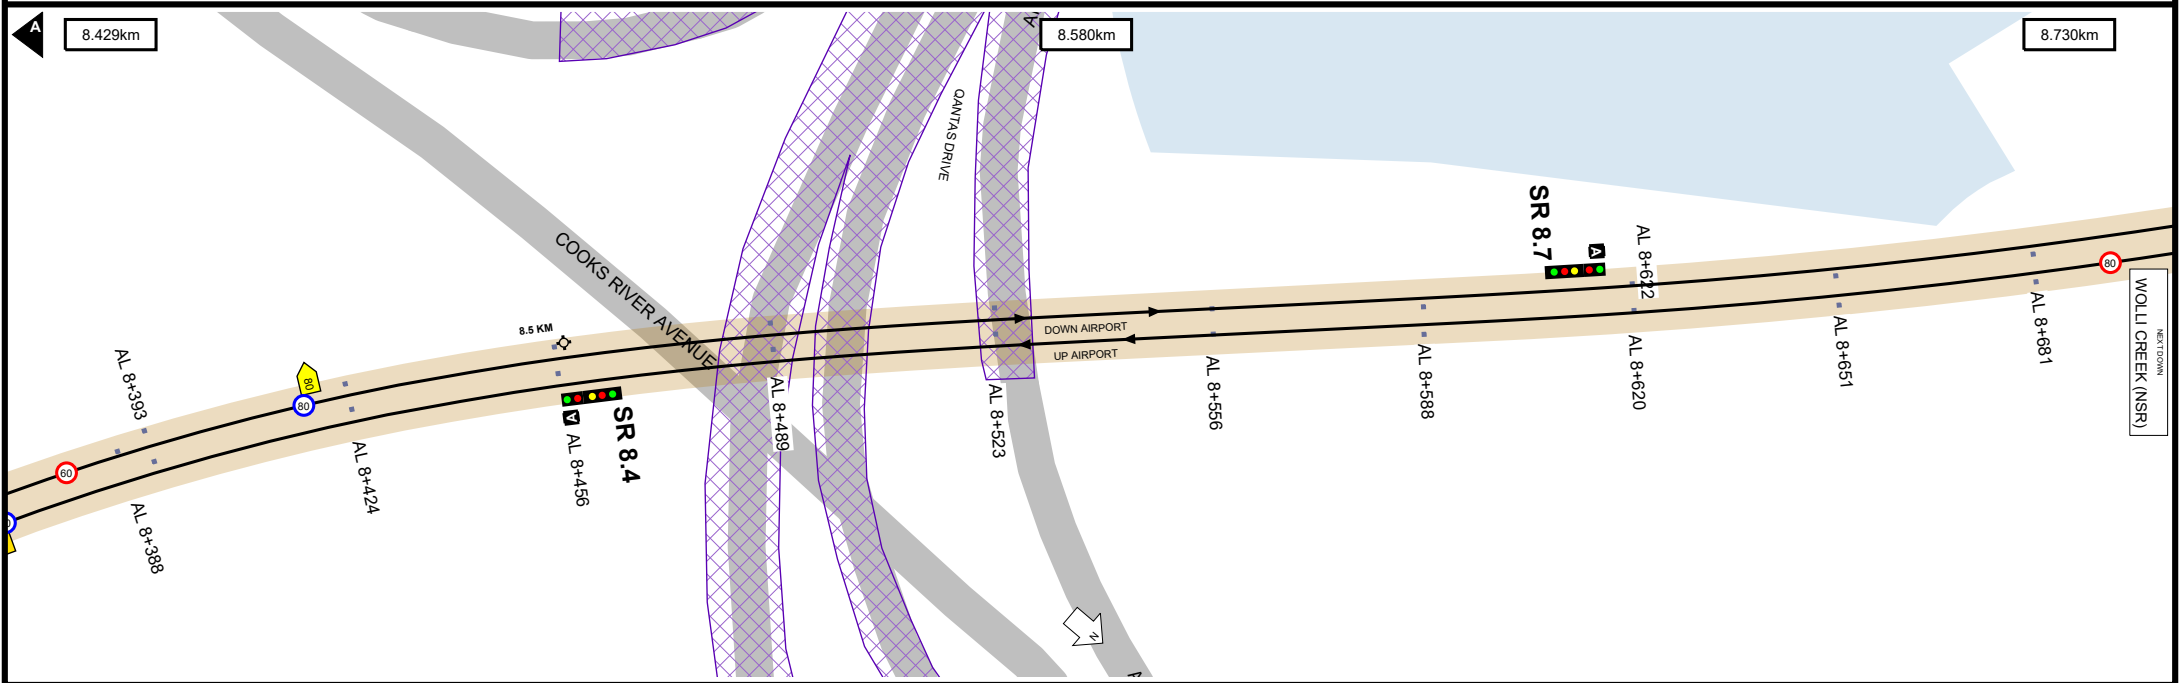 A
8.429km
8.580km
8.730km
QANTAS DRIVE
COOKS RIVER AVENUE
SR 8.7
A
AL 8+622
8.5 KM
DOWN AIRPORT
UP AIRPORT
80
80
80
60
AL 8+393
AL 8+388
AL 8+424
A
SR 8.4
AL 8+456
AL 8+489
AL 8+523
AL 8+556
AL 8+588
AL 8+620
AL 8+651
AL 8+681
NEXT DOWN
WOLLI CREEK (NSR)
N